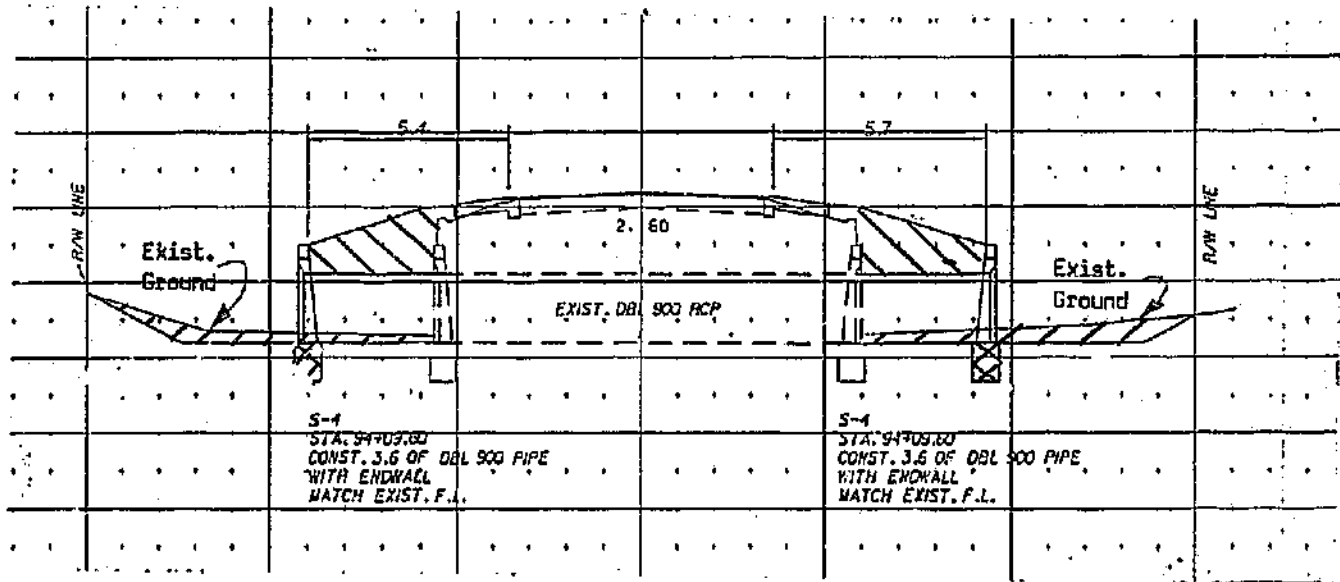 5.4
5.7
R/W LINE
R/W LINE
2. 60
Exist.
Ground
Exist.
Ground
EXIST. DBL 900 RCP
S-4
STA. 94+09.60
CONST. 3.6 OF DBL 900 PIPE
WITH ENDWALL
MATCH EXIST. F.L.
S-4
STA. 94+09.60
CONST. 3.6 OF DBL 900 PIPE
WITH ENDWALL
MATCH EXIST. F.L.